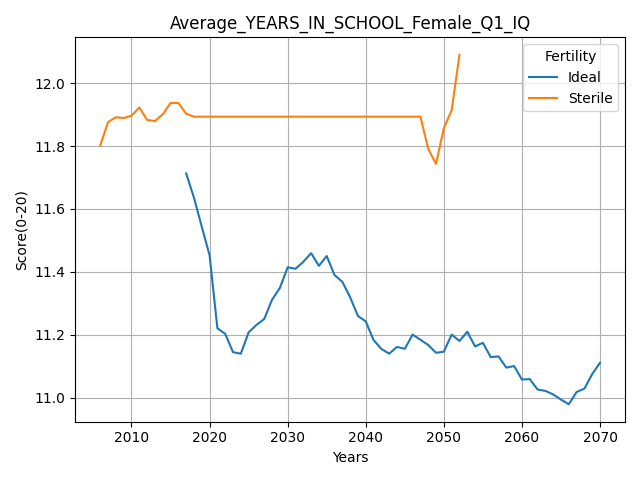 Average_YEARS_IN_SCHOOL_Female_Q1_IQ
Fertility
Ideal
Sterile
Score(0-20)
12.0
11.8
11.6
11.4
11.2
11.0
2010 2020 2030 2040 2050 2060 2070
Years